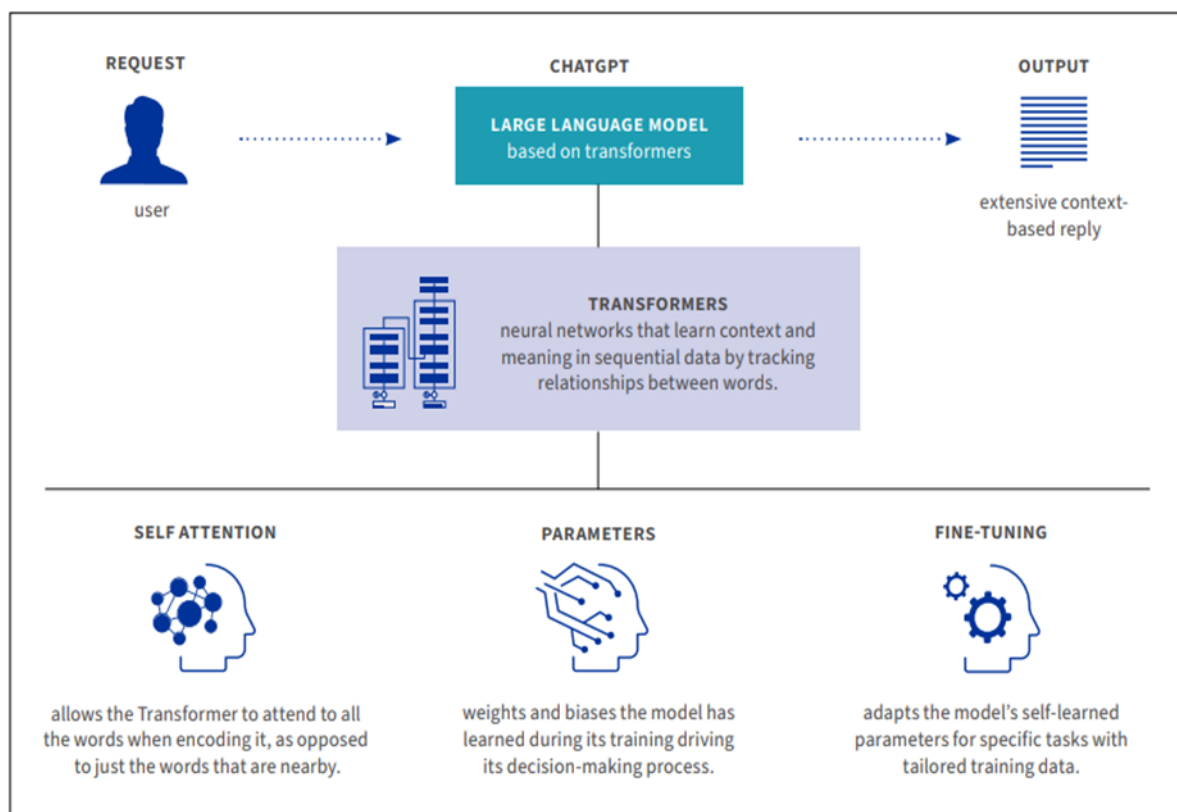 REQUEST
CHATGPT
OUTPUT
LARGE LANGUAGE MODEL
based on transformers
user
extensive context-
based reply
TRANSFORMERS
neural networks that learn context and
meaning in sequential data by tracking
relationships between words.
SELF ATTENTION
PARAMETERS
FINE-TUNING
allows the Transformer to attend to all
the words when encoding it, as opposed
to just the words that are nearby.
weights and biases the model has
learned during its training driving
its decision-making process.
adapts the model's self-learned
parameters for specific tasks with
tailored training data.